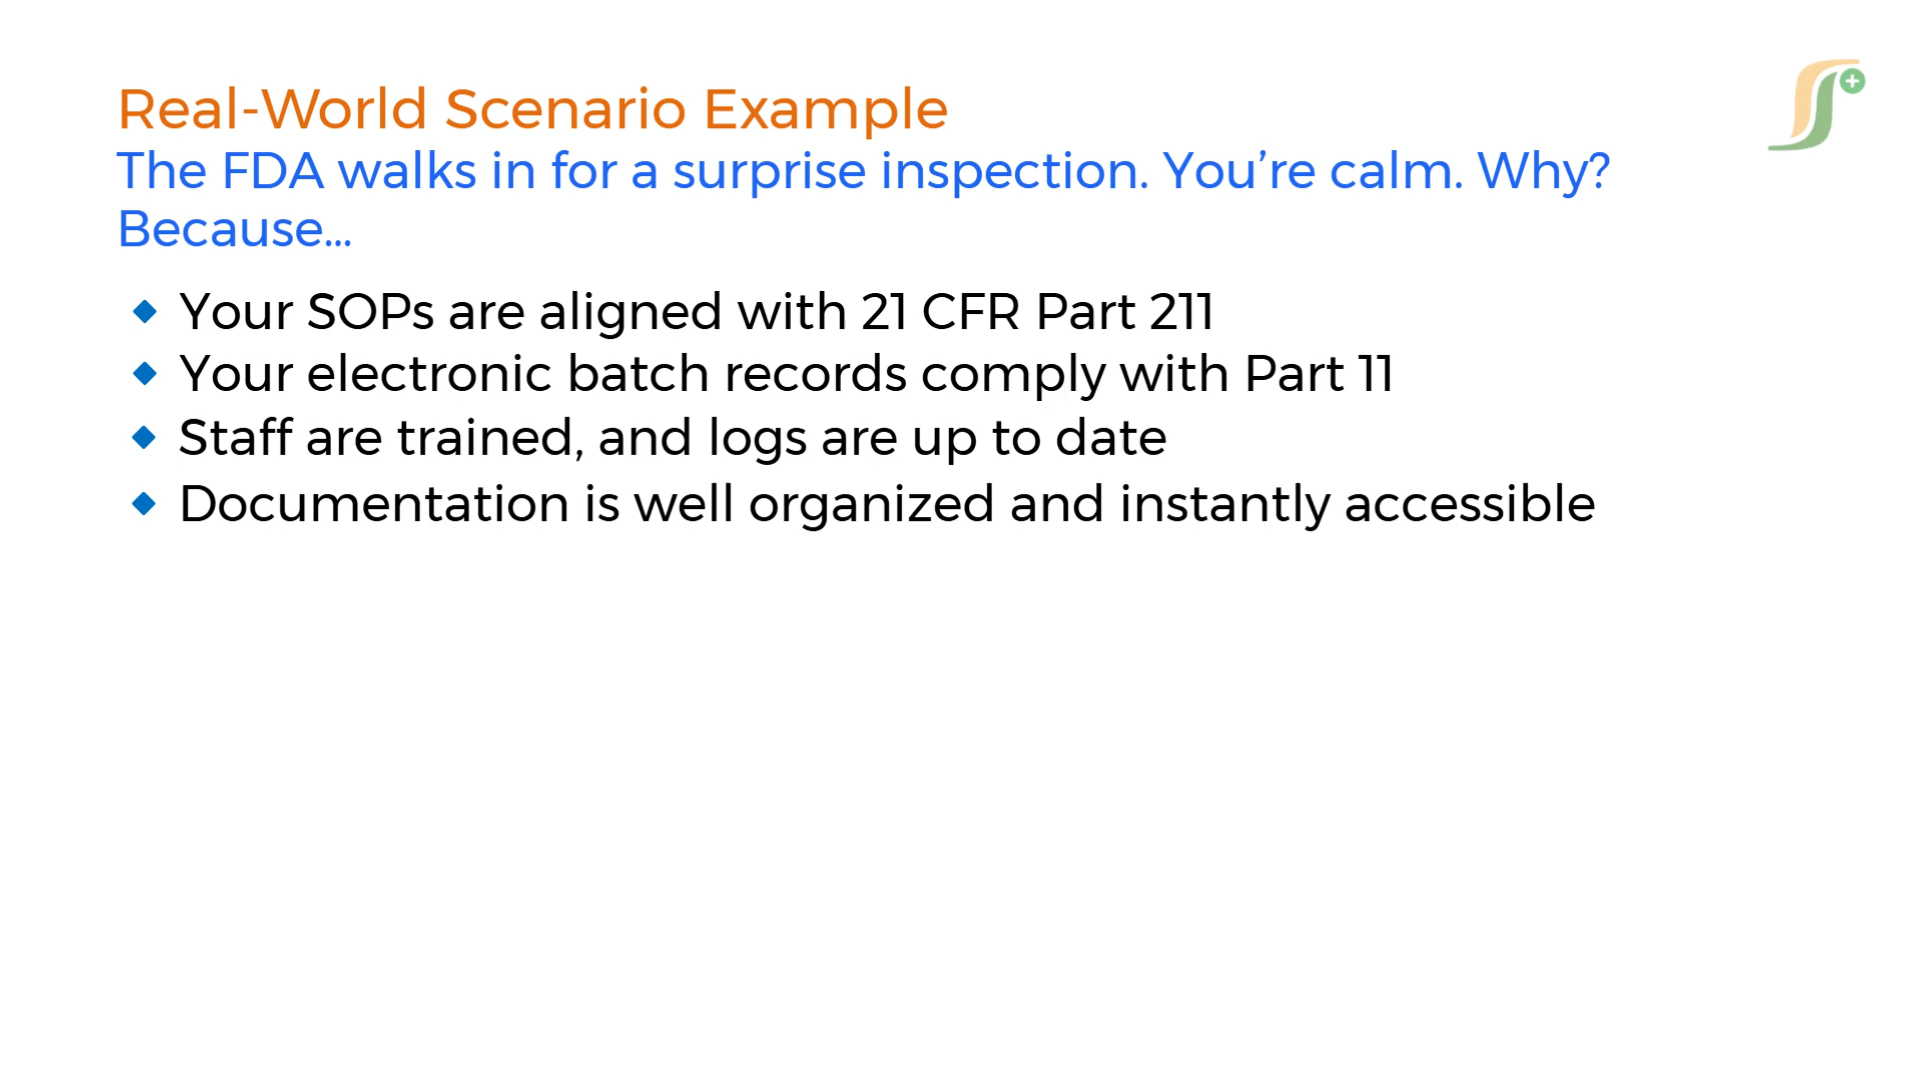 Real-World Scenario Example
The FDA walks in for a surprise inspection. You’re calm. Why?
Because...
Your SOPs are aligned with 21 CFR Part 211
Your electronic batch records comply with Part 11
Staff are trained, and logs are up to date
Documentation is well organized and instantly accessible